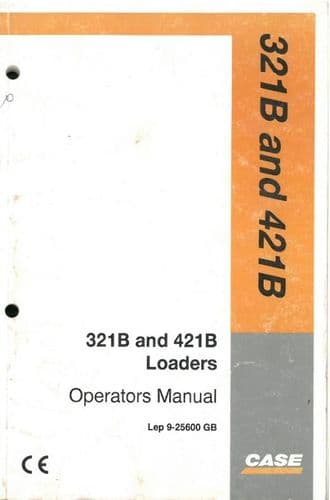 321B and 421B
321B and 421B
Loaders
Operators Manual
Lep 9-25600 GB
CE
CASE